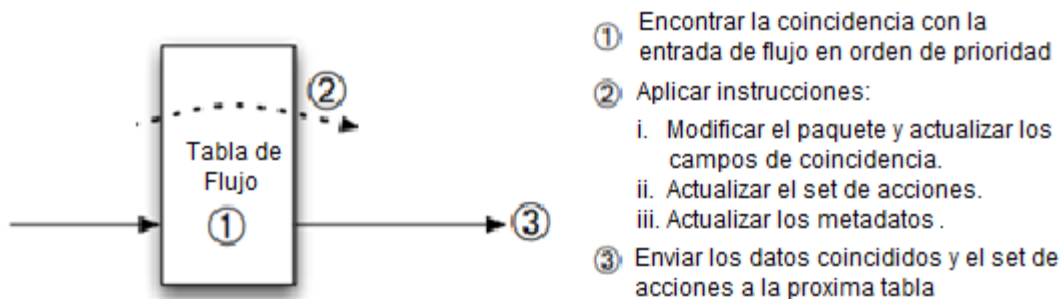 ②
Tabla de
Flujo
①
③
① Encontrar la coincidencia con la
entrada de flujo en orden de prioridad
② Aplicar instrucciones:
i. Modificar el paquete y actualizar los
campos de coincidencia.
ii. Actualizar el set de acciones.
iii. Actualizar los metadatos .
③ Enviar los datos coincididos y el set de
acciones a la proxima tabla